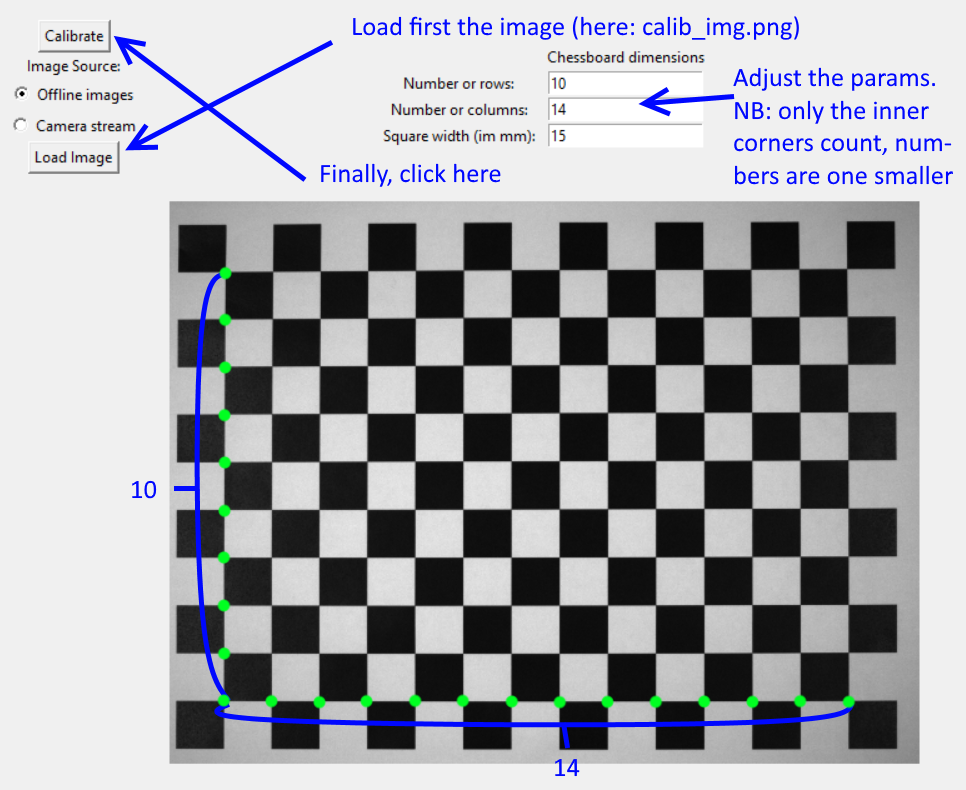 Load first the image (here: calib_img.png)
Calibrate
Image Source:
Offline images
Camera stream
Load Image
Chessboard dimensions
Number or rows: 10
Number or columns: 14
Square width (im mm): 15
Adjust the params.
NB: only the inner
corners count, num-
bers are one smaller
Finally, click here
10
14